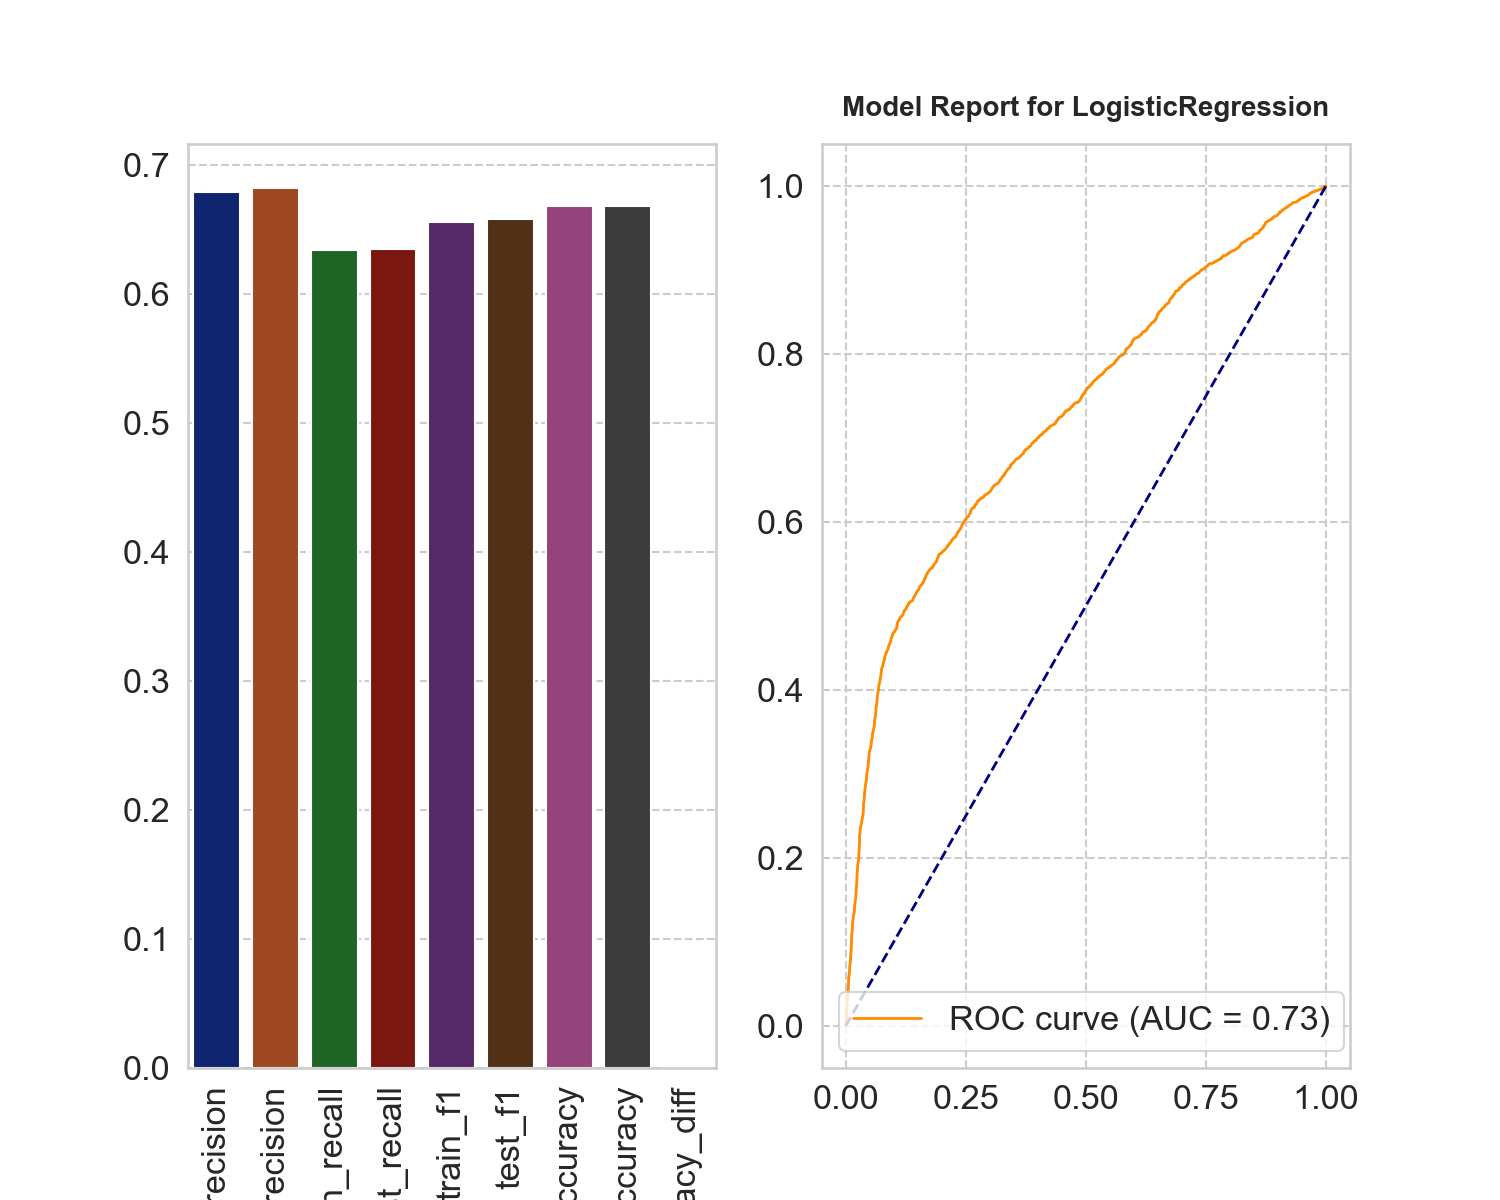 Model Report for LogisticRegression
0.7
0.6
0.5
0.4
0.3
0.2
0.1
0.0
recision
recision
n_recall
t_recall
train_f1
test_f1
ccuracy
ccuracy
acy_diff
1.0
0.8
0.6
0.4
0.2
0.0
ROC curve (AUC = 0.73)
0.00 0.25 0.50 0.75 1.00